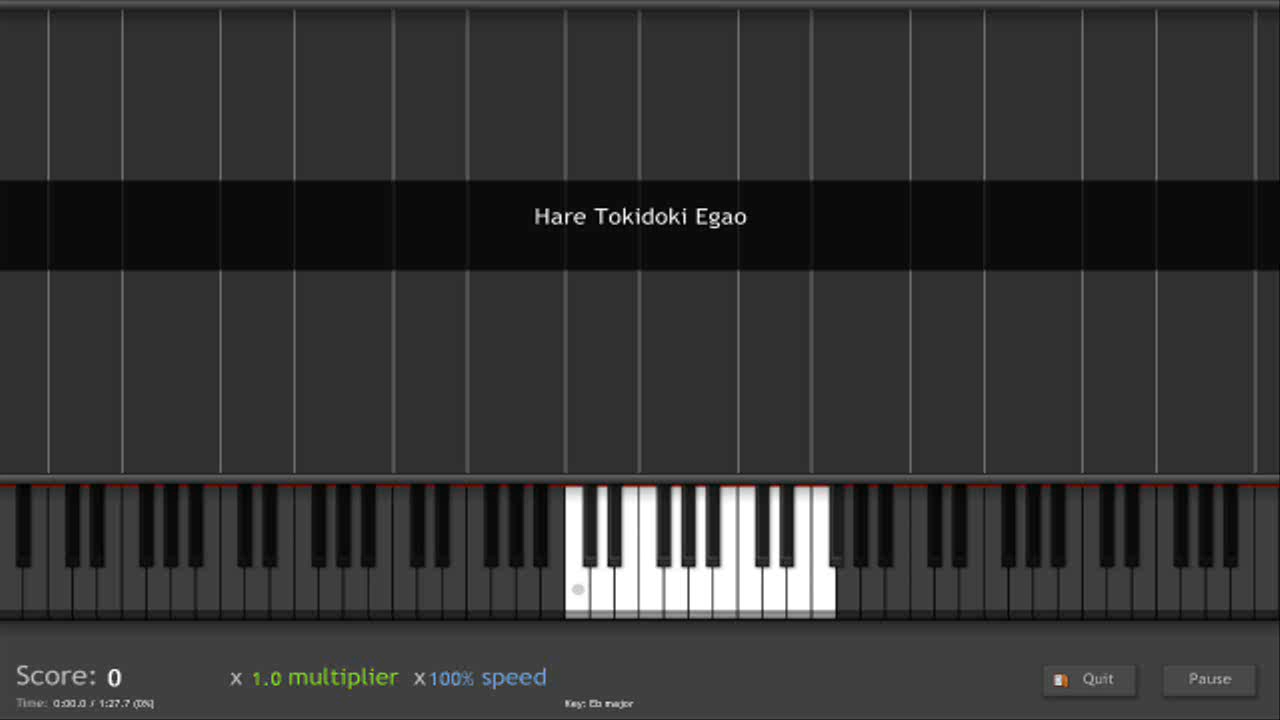 Hare Tokidoki Egao
Score: 0
x 1.0 multiplier
x 100% speed
Quit
Pause
Time: 0:00.0 / 1:27.7 (0%)
Key: Eb major